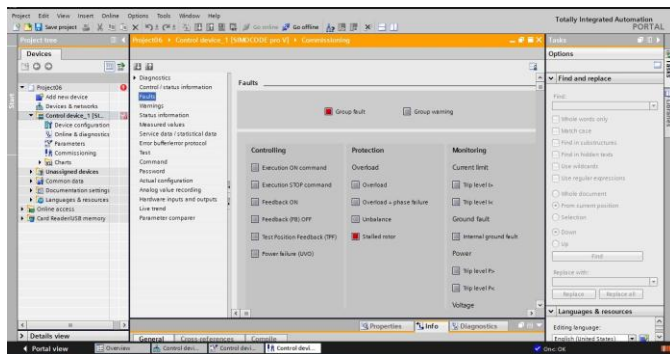 Project Edit View Insert Online Options Tools Window Help
Totally Integrated Automation
PORTAL
Save project
Go online
Go offline
Project tree
Project06
Control device_1 [SIMOCODE pro V]
Commissioning
Tasks
Devices
Options
Project06
Add new device
Devices & networks
Control device_1 [SI...
Device configuration
Online & diagnostics
Parameters
Commissioning
Charts
Unassigned devices
Common data
Documentation settings
Languages & resources
Online access
Card Reader/USB memory
Diagnostics
Control / status information
Faults
Warnings
Status information
Measured values
Service data / statistical data
Error buffer/error protocol
Test
Command
Password
Actual configuration
Analog value recording
Hardware inputs and outputs
Live trend
Parameter comparer
Faults
Group fault
Group warning
Controlling
Execution ON command
Execution STOP command
Feedback ON
Feedback (FB) OFF
Test Position Feedback (TPF)
Power failure (UVO)
Protection
Overload
Overload
Overload + phase failure
Unbalance
Stalled rotor
Monitoring
Current limit
Trip level I>
Trip level I<
Ground fault
Internal ground fault
Power
Trip level P>
Trip level P<
Voltage
Find and replace
Find:
Whole words only
Match case
Find in substructures
Find in hidden texts
Use wildcards
Use regular expressions
Whole document
From current position
Selection
Down
Up
Find
Replace with:
Replace
Replace all
Languages & resources
Editing language:
English (United States)
Tasks
Libraries
Start
Properties
Info
Diagnostics
General
Cross-references
Compile
Details view
Portal view
Overview
Control devi...
Control devi...
Control devi...